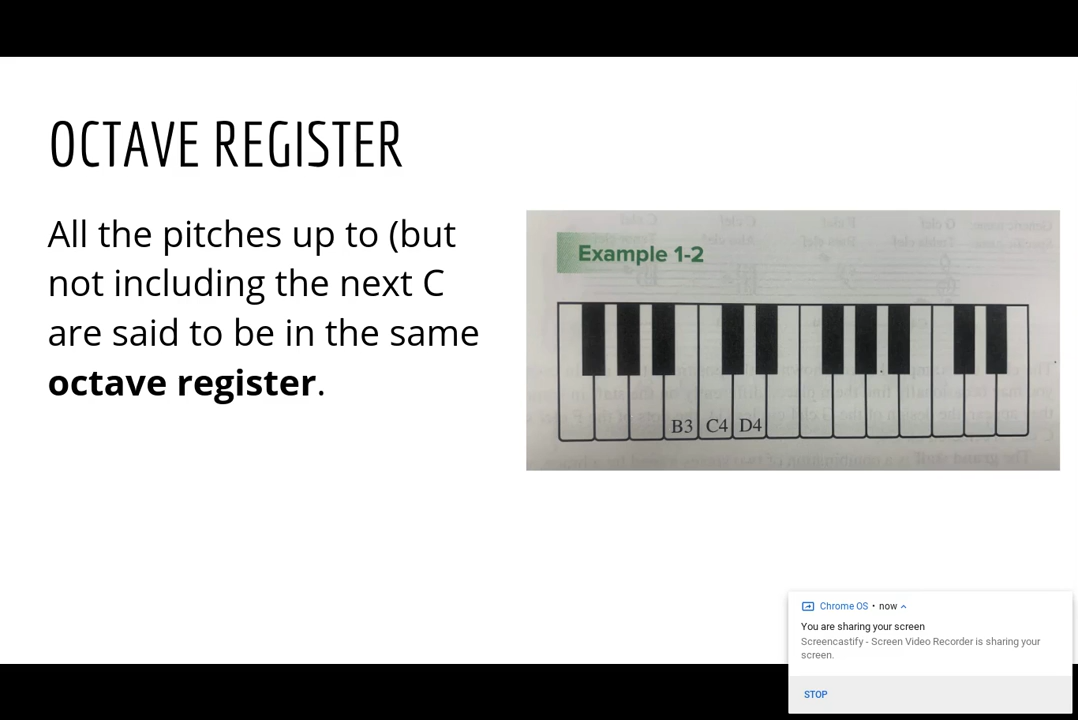 OCTAVE REGISTER
All the pitches up to (but
not including the next C
are said to be in the same
octave register.
Example 1-2
B3 C4 D4
Chrome OS • now
You are sharing your screen
Screencastify - Screen Video Recorder is sharing your
screen.
STOP